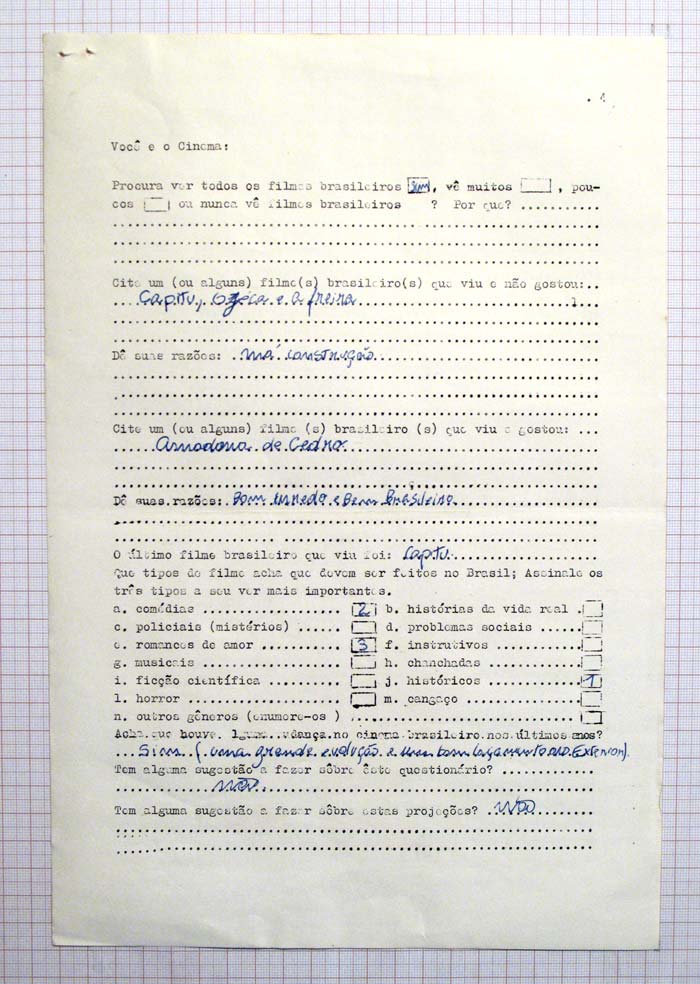 . 4
Você e o Cinema:
Procura ver todos os filmes brasileiros [sim], vê muitos [ ], pou-
cos [ ] ou nunca vê filmes brasileiros ? Por que? ...........
Cite um (ou alguns) filme(s) brasileiro(s) que viu e não gostou:..
Capitu, e a freira
Dê suas razões: . má construção
Cite um (ou alguns) filme (s) brasileiro (s) que viu e gostou: ...
de Cedro
Dê suas razões: Bom enredo e Bem Brasileiro
O último filme brasileiro que viu foi: Capitu.
Que tipos de filme acha que devem ser feitos no Brasil; Assinale os
três tipos a seu ver mais importantes.
a. comédias .................. [2] b. histórias da vida real .[ ]
c. policiais (mistérios) ...... [ ] d. problemas sociais ......[ ]
e. romances de amor ......... [3] f. instrutivos ...........[ ]
g. musicais ................. [ ] h. chanchadas ............[ ]
i. ficção científica ......... [ ] j. históricos ............[1]
l. horror ................... [ ] m. cangaço ..............[ ]
n. outros gêneros (enumere-os ) ..............................[ ]
Acha que houve lguma udança no cinema brasileiro nos últimos anos?
Sim (uma grande evolução e um bom lançamento no Exterior).
Tem alguma sugestão a fazer sôbre êste questionário? ............
não.
Tem alguma sugestão a fazer sôbre estas projeções? . Não